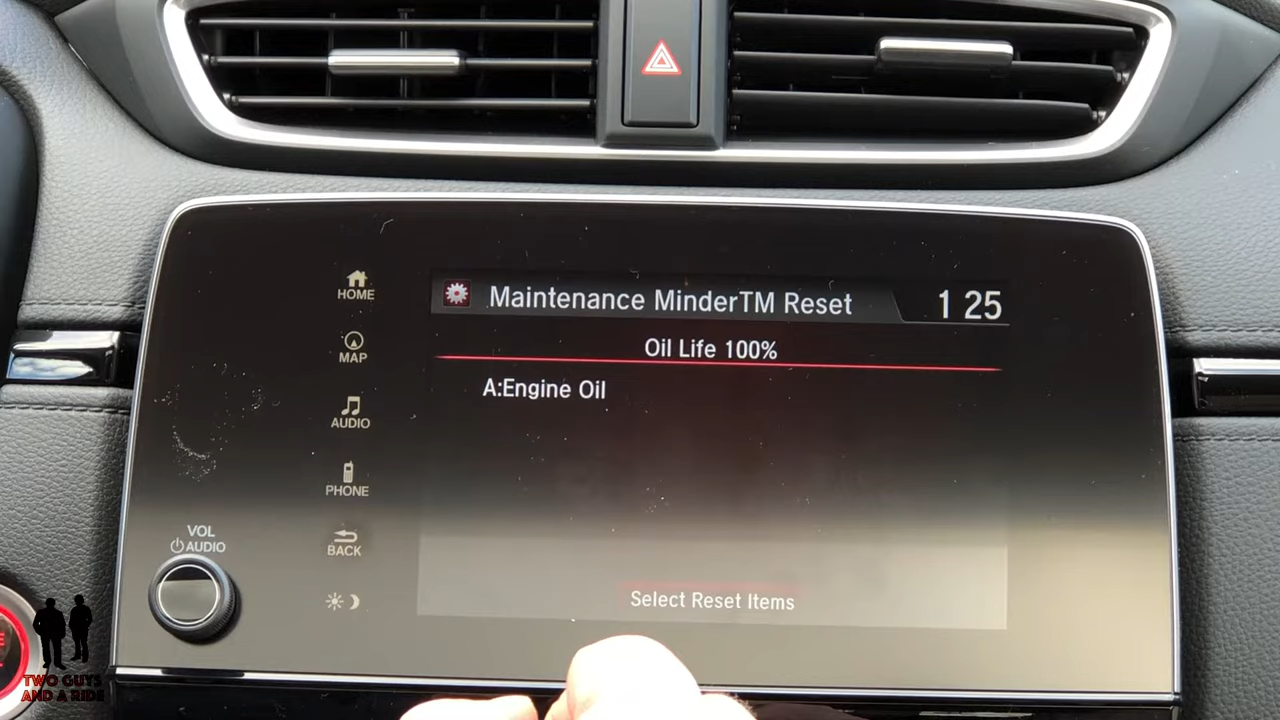 HOME
MAP
AUDIO
PHONE
BACK
VOL
AUDIO
Maintenance MinderTM Reset
1 25
Oil Life 100%
A:Engine Oil
Select Reset Items
TWO GUYS
AND A RIDE